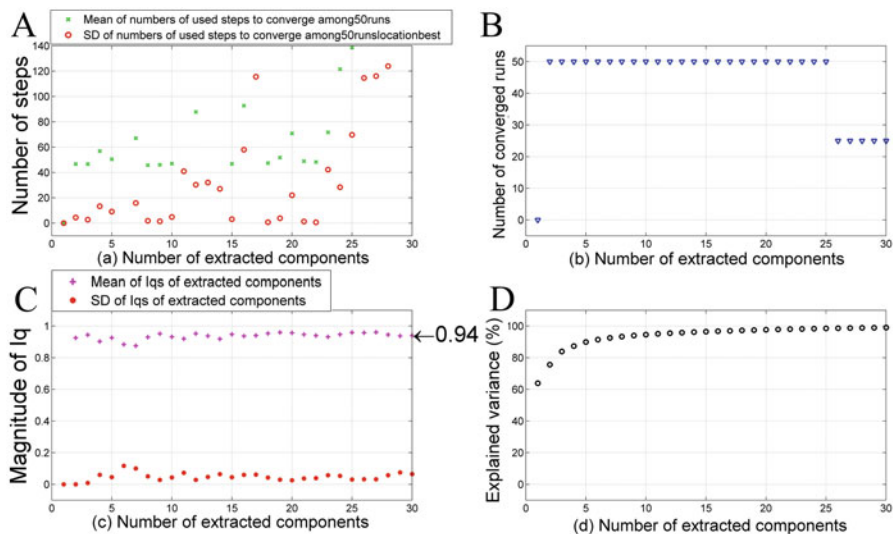 A
Mean of numbers of used steps to converge among50runs
SD of numbers of used steps to converge among50runslocationbest
Number of steps
140
120
100
80
60
40
20
0
0 5 10 15 20 25 30
(a) Number of extracted components
B
Number of converged runs
50
40
30
20
10
0
0 5 10 15 20 25 30
(b) Number of extracted components
C
Mean of Iqs of extracted components
SD of Iqs of extracted components
Magnitude of Iq
1
0.8
0.6
0.4
0.2
0
←0.94
0 5 10 15 20 25 30
(c) Number of extracted components
D
Explained variance (%)
100
80
60
40
20
0
0 5 10 15 20 25 30
(d) Number of extracted components